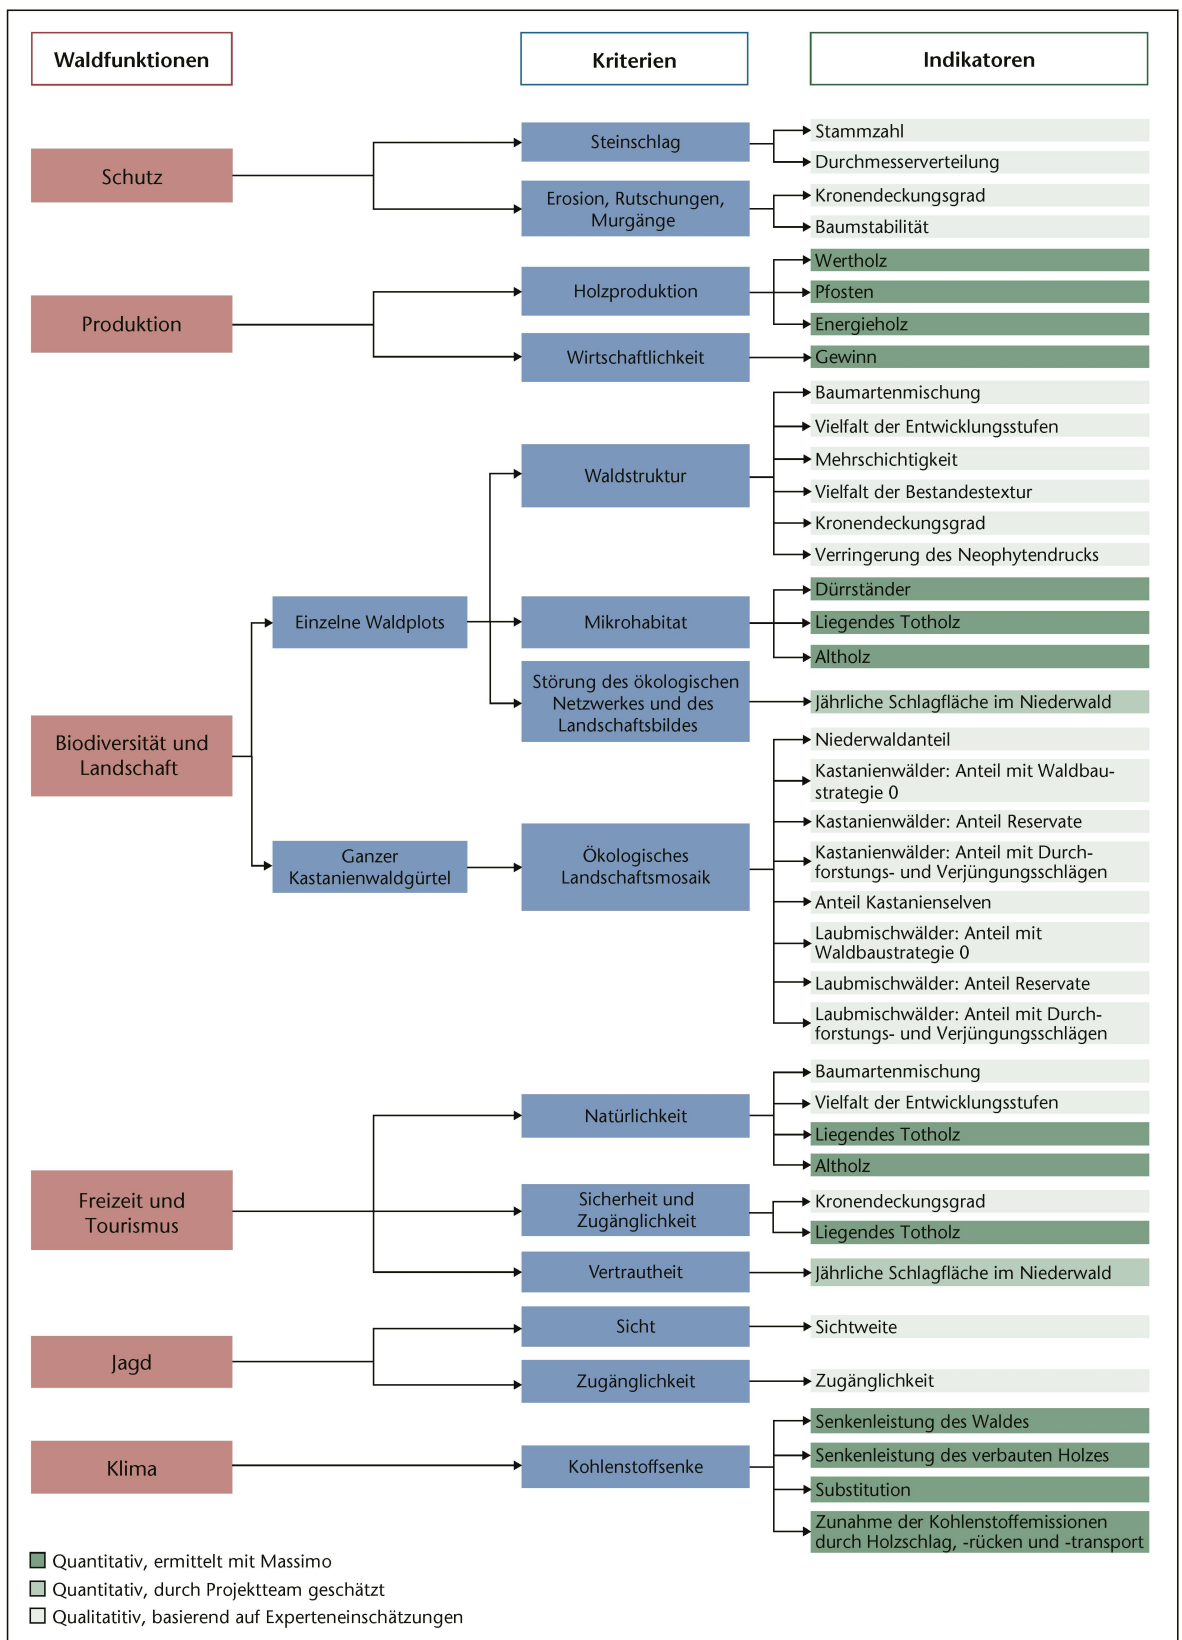 Waldfunktionen
Kriterien
Indikatoren
Schutz
Steinschlag
Stammzahl
Durchmesserverteilung
Erosion, Rutschungen,
Murgänge
Kronendeckungsgrad
Baumstabilität
Produktion
Holzproduktion
Wertholz
Pfosten
Energieholz
Wirtschaftlichkeit
Gewinn
Biodiversität und
Landschaft
Einzelne Waldplots
Waldstruktur
Baumartenmischung
Vielfalt der Entwicklungsstufen
Mehrschichtigkeit
Vielfalt der Bestandestextur
Kronendeckungsgrad
Verringerung des Neophytendrucks
Mikrohabitat
Dürrständer
Liegendes Totholz
Altholz
Störung des ökologischen
Netzwerkes und des
Landschaftsbildes
Jährliche Schlagfläche im Niederwald
Ganzer
Kastanienwaldgürtel
Ökologisches
Landschaftsmosaik
Niederwaldanteil
Kastanienwälder: Anteil mit Waldbau-
strategie 0
Kastanienwälder: Anteil Reservate
Kastanienwälder: Anteil mit Durch-
forstungs- und Verjüngungsschlägen
Anteil Kastanienselven
Laubmischwälder: Anteil mit
Waldbaustrategie 0
Laubmischwälder: Anteil Reservate
Laubmischwälder: Anteil mit Durch-
forstungs- und Verjüngungsschlägen
Freizeit und
Tourismus
Natürlichkeit
Baumartenmischung
Vielfalt der Entwicklungsstufen
Liegendes Totholz
Altholz
Sicherheit und
Zugänglichkeit
Kronendeckungsgrad
Liegendes Totholz
Vertrautheit
Jährliche Schlagfläche im Niederwald
Jagd
Sicht
Sichtweite
Zugänglichkeit
Zugänglichkeit
Klima
Kohlenstoffsenke
Senkenleistung des Waldes
Senkenleistung des verbauten Holzes
Substitution
Zunahme der Kohlenstoffemissionen
durch Holzschlag, -rücken und -transport
Quantitativ, ermittelt mit Massimo
Quantitativ, durch Projektteam geschätzt
Qualitatitiv, basierend auf Experteneinschätzungen